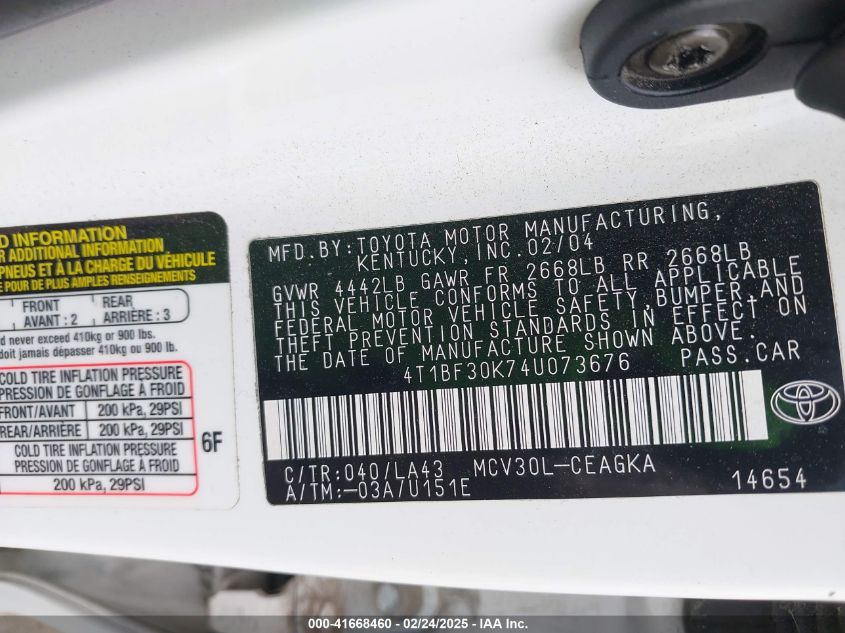 D INFORMATION
R ADDITIONAL INFORMATION
PNEUS ET À LA CHARGE DU VÉHICULE
E POUR DE PLUS AMPLES RENSEIGNEMENTS
FRONT
AVANT : 2
REAR
ARRIÈRE : 3
d never exceed 410kg or 900 lbs.
doit jamais dépasser 410kg ou 900 lb.
COLD TIRE INFLATION PRESSURE
PRESSION DE GONFLAGE À FROID
FRONT/AVANT 200 kPa, 29PSI
REAR/ARRIÈRE 200 kPa, 29PSI
COLD TIRE INFLATION PRESSURE
PRESSION DE GONFLAGE À FROID
200 kPa, 29PSI
6F
MFD.BY:TOYOTA MOTOR MANUFACTURING,
KENTUCKY,INC.02/04
GVWR 4442LB GAWR FR 2668LB RR 2668LB
THIS VEHICLE CONFORMS TO ALL APPLICABLE
FEDERAL MOTOR VEHICLE SAFETY,BUMPER,AND
THEFT PREVENTION STANDARDS IN EFFECT ON
THE DATE OF MANUFACTURE SHOWN ABOVE.
4T1BF30K74U073676 PASS.CAR
C/TR:040/LA43 MCV30L-CEAGKA
A/TM:-03A/U151E
14654
000-41668460 - 02/24/2025 - IAA Inc.